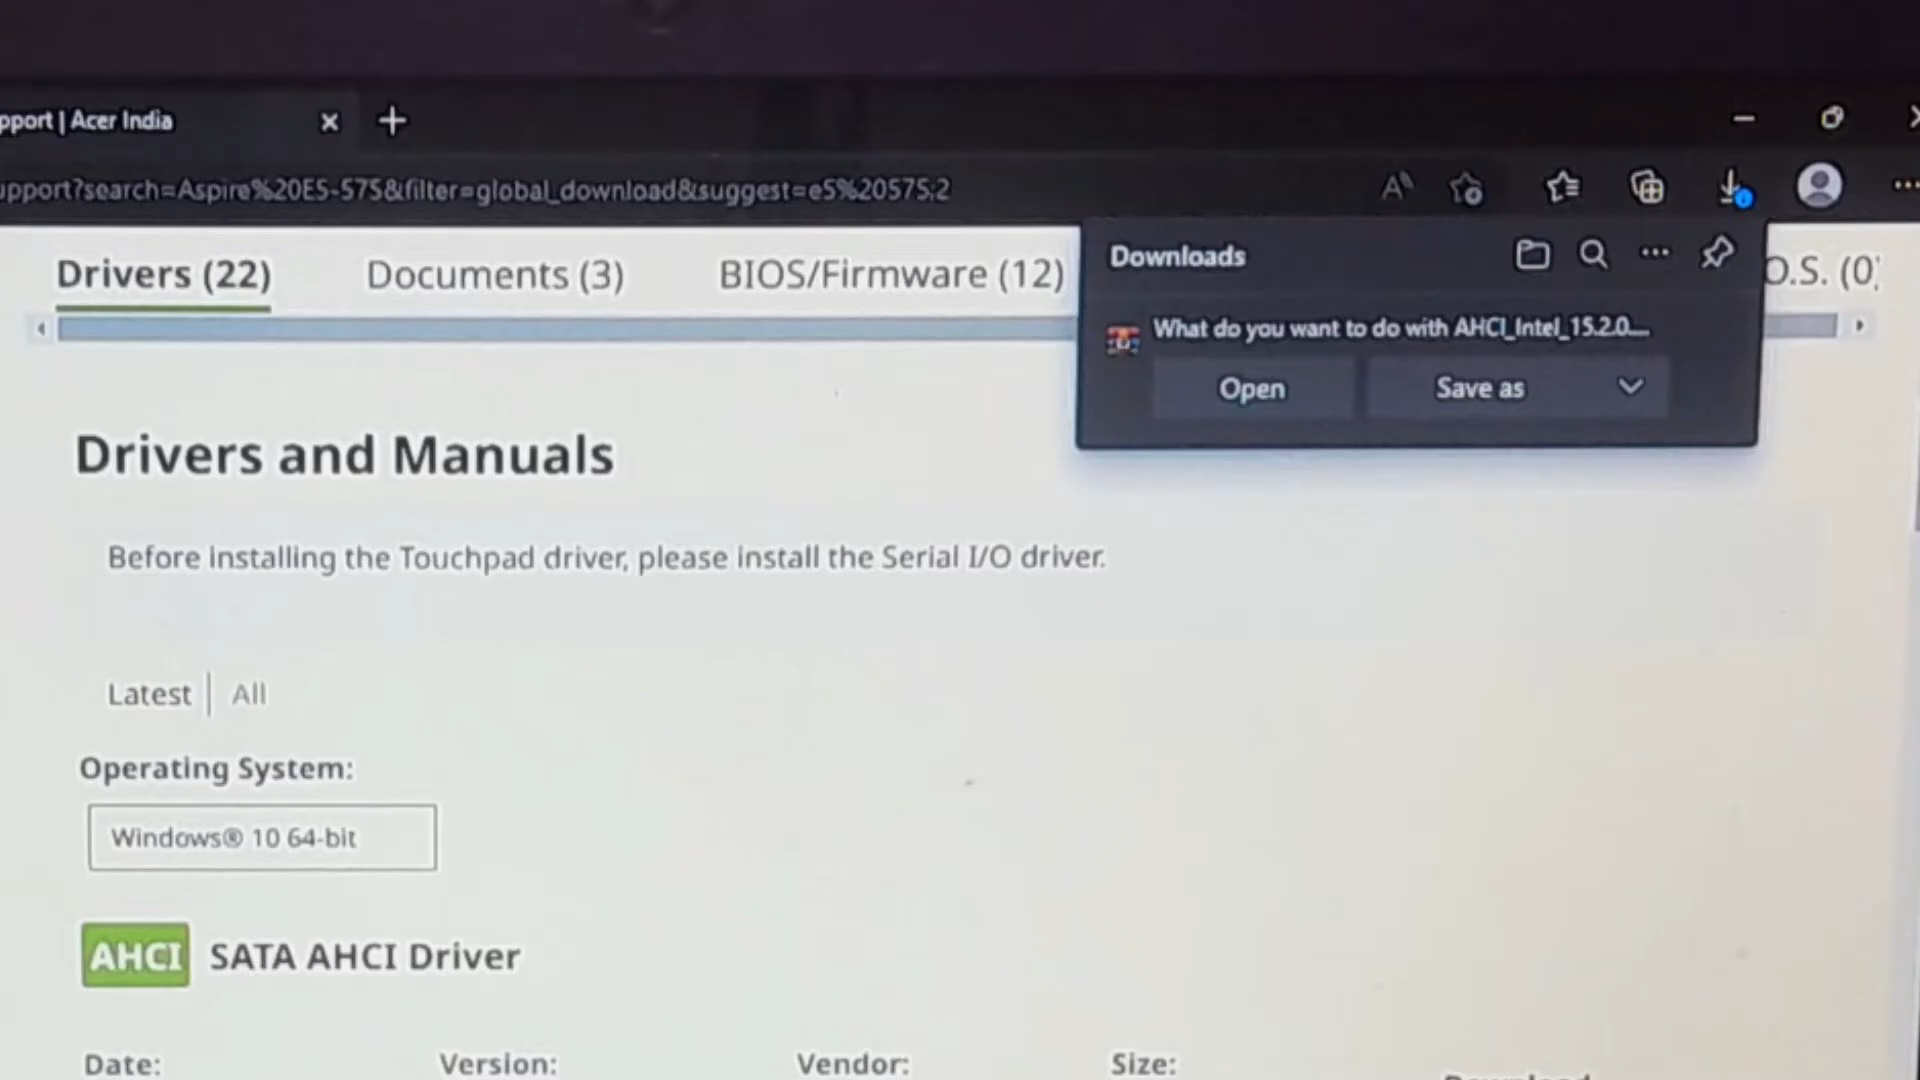 pport | Acer India
upport?search=Aspire%20E5-575&filter=global_download&suggest=e5%20575;2
Drivers (22)
Documents (3)
BIOS/Firmware (12)
O.S. (0)
Downloads
What do you want to do with AHCI_Intel_15.2.0....
Open
Save as
Drivers and Manuals
Before installing the Touchpad driver, please install the Serial I/O driver.
Latest | All
Operating System:
Windows® 10 64-bit
AHCI SATA AHCI Driver
Date:
Version:
Vendor:
Size:
Download